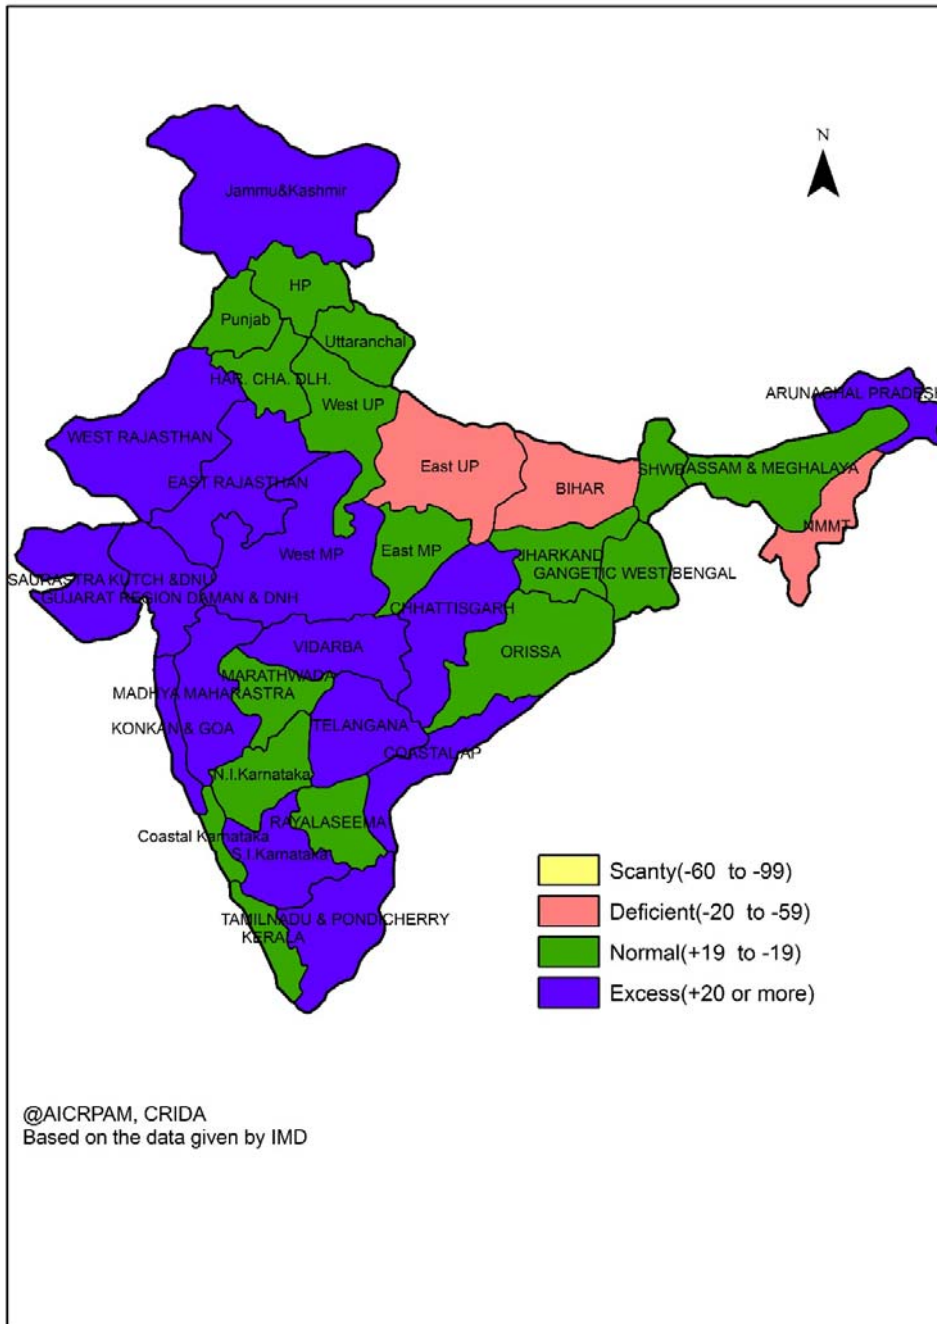 N
Jammu&Kashmir
HP
Punjab
Uttaranchal
HAR. CHA. DLH.
West UP
ARUNACHAL PRADESH
WEST RAJASTHAN
East UP
SHWB
ASSAM & MEGHALAYA
EAST RAJASTHAN
BIHAR
NMMT
West MP
East MP
JHARKAND
SAURASTRA KUTCH &DNU
GANGETIC WEST BENGAL
GUJARAT REGION DAMAN & DNH
CHHATTISGARH
VIDARBA
ORISSA
MARATHWADA
MADHYA MAHARASTRA
KONKAN & GOA
TELANGANA
COASTAL AP
N.I.Karnataka
RAYALASEEMA
Coastal Karnataka
S.I.Karnataka
TAMILNADU & PONDICHERRY
KERALA
Scanty(-60 to -99)
Deficient(-20 to -59)
Normal(+19 to -19)
Excess(+20 or more)
@AICRPAM, CRIDA
Based on the data given by IMD